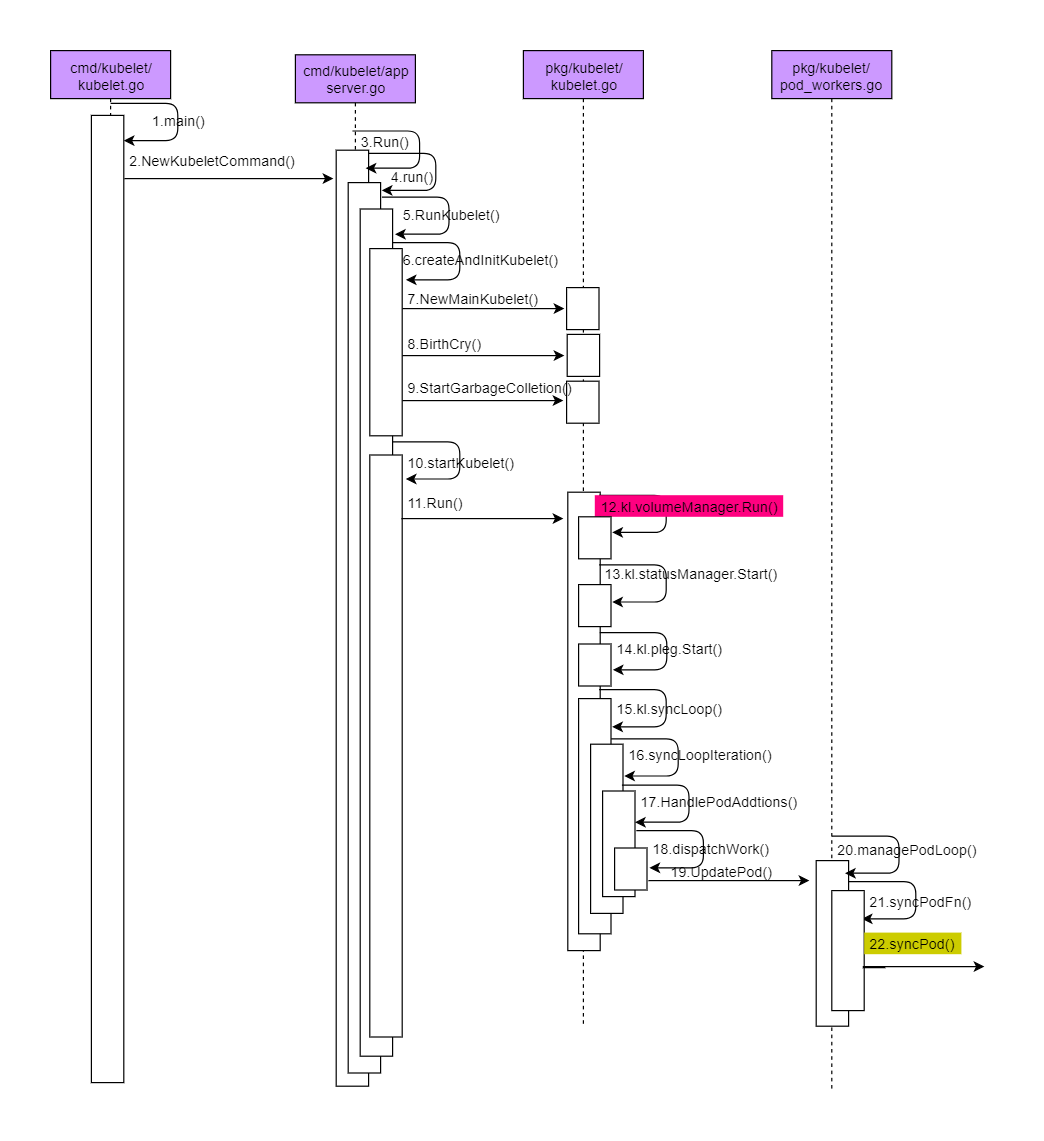 cmd/kubelet/
kubelet.go
cmd/kubelet/app
server.go
pkg/kubelet/
kubelet.go
pkg/kubelet/
pod_workers.go
1.main()
2.NewKubeletCommand()
3.Run()
4.run()
5.RunKubelet()
6.createAndInitKubelet()
7.NewMainKubelet()
8.BirthCry()
9.StartGarbageColletion()
10.startKubelet()
11.Run()
12.kl.volumeManager.Run()
13.kl.statusManager.Start()
14.kl.pleg.Start()
15.kl.syncLoop()
16.syncLoopIteration()
17.HandlePodAddtions()
18.dispatchWork()
19.UpdatePod()
20.managePodLoop()
21.syncPodFn()
22.syncPod()